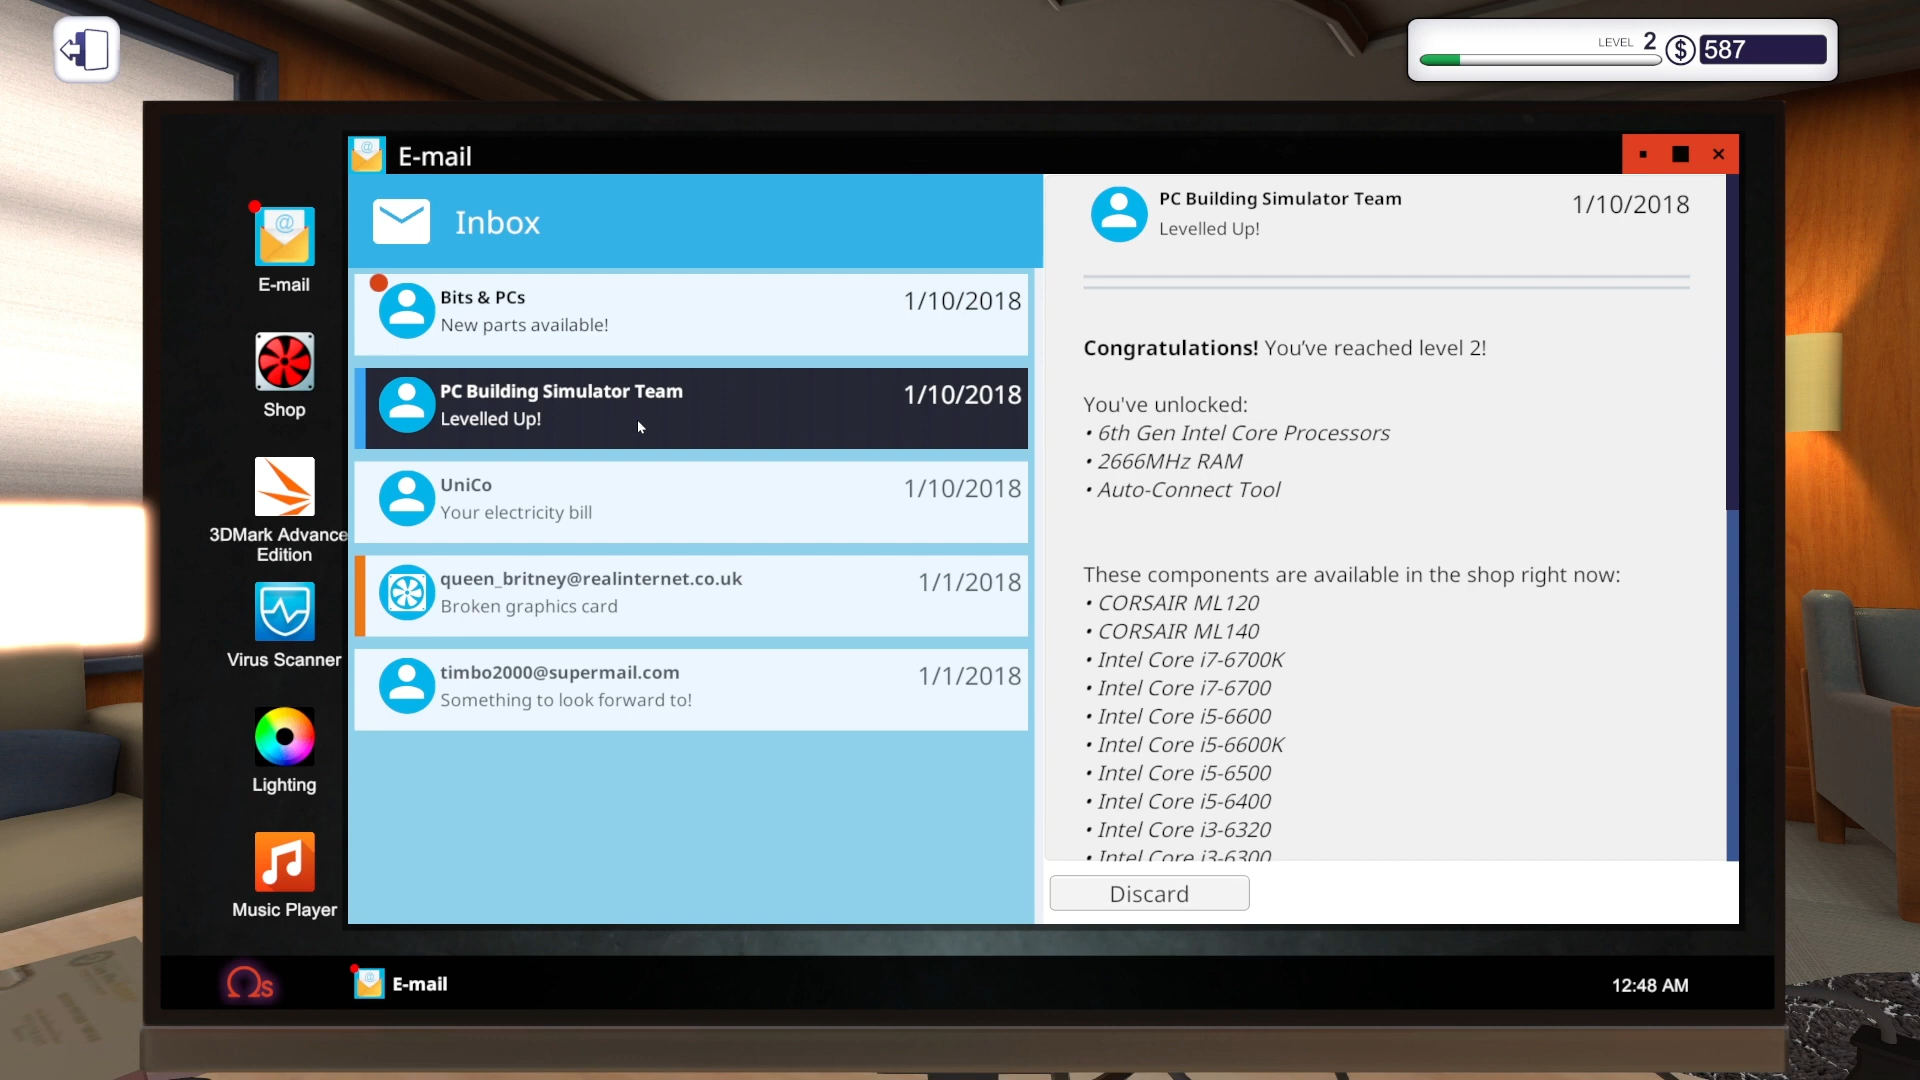 LEVEL 2 $ 587
E-mail
Inbox
Bits & PCs 1/10/2018
New parts available!
PC Building Simulator Team 1/10/2018
Levelled Up!
UniCo 1/10/2018
Your electricity bill
queen_britney@realinternet.co.uk 1/1/2018
Broken graphics card
timbo2000@supermail.com 1/1/2018
Something to look forward to!
PC Building Simulator Team 1/10/2018
Levelled Up!
Congratulations! You've reached level 2!
You've unlocked:
• 6th Gen Intel Core Processors
• 2666MHz RAM
• Auto-Connect Tool
These components are available in the shop right now:
• CORSAIR ML120
• CORSAIR ML140
• Intel Core i7-6700K
• Intel Core i7-6700
• Intel Core i5-6600
• Intel Core i5-6600K
• Intel Core i5-6500
• Intel Core i5-6400
• Intel Core i3-6320
• Intel Core i3-6300
Discard
E-mail
Shop
3DMark Advance
Edition
Virus Scanner
Lighting
Music Player
Ωs
E-mail
12:48 AM